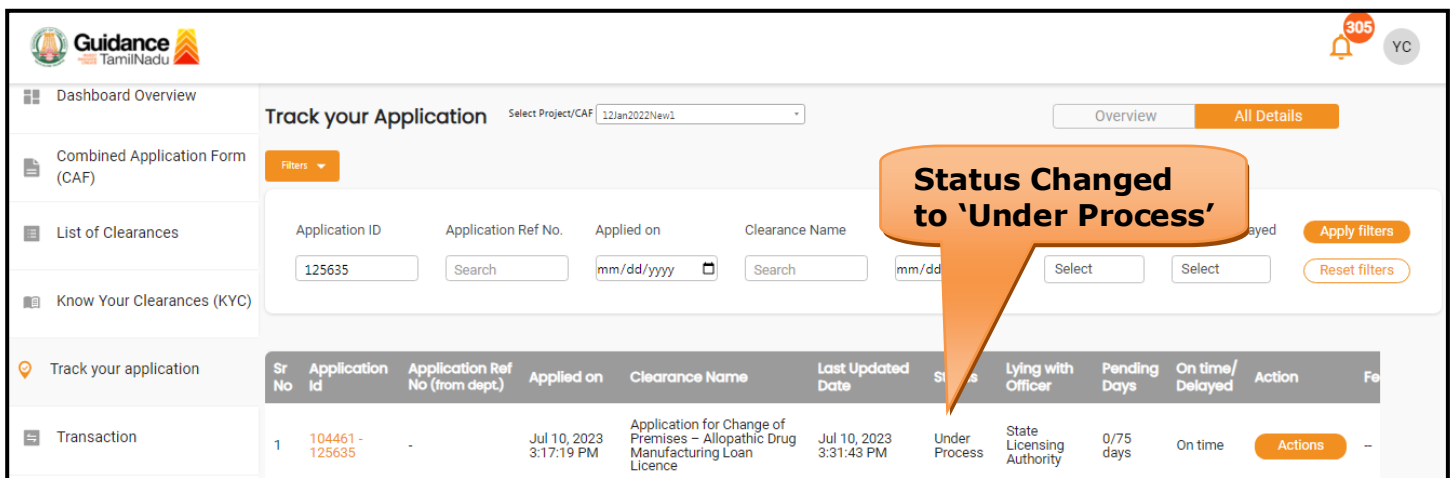 Guidance
TamilNadu
305
YC
Dashboard Overview
Combined Application Form
(CAF)
List of Clearances
Know Your Clearances (KYC)
Track your application
Transaction
Track your Application
Select Project/CAF
12Jan2022New1
Overview
All Details
Filters
Status Changed
to ‘Under Process’
Application ID
Application Ref No.
Applied on
Clearance Name
ayed
Apply filters
125635
Search
mm/dd/yyyy
Search
mm/dd
Select
Select
Reset filters
Sr
No
Application
Id
Application Ref
No (from dept.)
Applied on
Clearance Name
Last Updated
Date
Lying with
Officer
Pending
Days
On time/
Delayed
Action
Fe
1
104461 -
125635
-
Jul 10, 2023
3:17:19 PM
Application for Change of
Premises – Allopathic Drug
Manufacturing Loan
Licence
Jul 10, 2023
3:31:43 PM
Under
Process
State
Licensing
Authority
0/75
days
On time
Actions
--